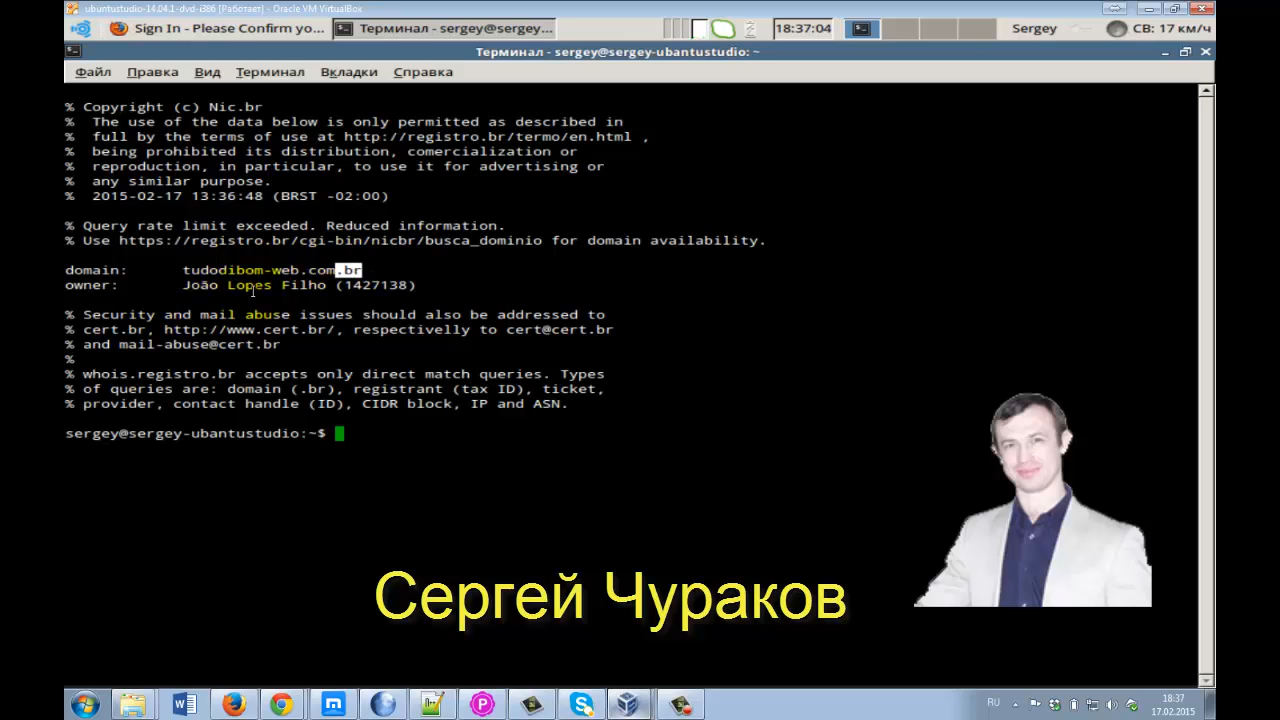 ubuntustudio-14.04.1-dvd-i386 [Работает] - Oracle VM VirtualBox
Sign In - Please Confirm yo...
Терминал - sergey@sergey...
18:37:04
Sergey
СВ: 17 км/ч
Терминал - sergey@sergey-ubantustudio: ~
Файл Правка Вид Терминал Вкладки Справка
% Copyright (c) Nic.br
%  The use of the data below is only permitted as described in
%  full by the terms of use at http://registro.br/termo/en.html ,
%  being prohibited its distribution, comercialization or
%  reproduction, in particular, to use it for advertising or
%  any similar purpose.
%  2015-02-17 13:36:48 (BRST -02:00)
% Query rate limit exceeded. Reduced information.
% Use https://registro.br/cgi-bin/nicbr/busca_dominio for domain availability.
domain:      tudodibom-web.com.br
owner:       João Lopes Filho (1427138)
% Security and mail abuse issues should also be addressed to
% cert.br, http://www.cert.br/, respectivelly to cert@cert.br
% and mail-abuse@cert.br
%
% whois.registro.br accepts only direct match queries. Types
% of queries are: domain (.br), registrant (tax ID), ticket,
% provider, contact handle (ID), CIDR block, IP and ASN.
sergey@sergey-ubantustudio:~$
Сергей Чураков
RU
18:37
17.02.2015